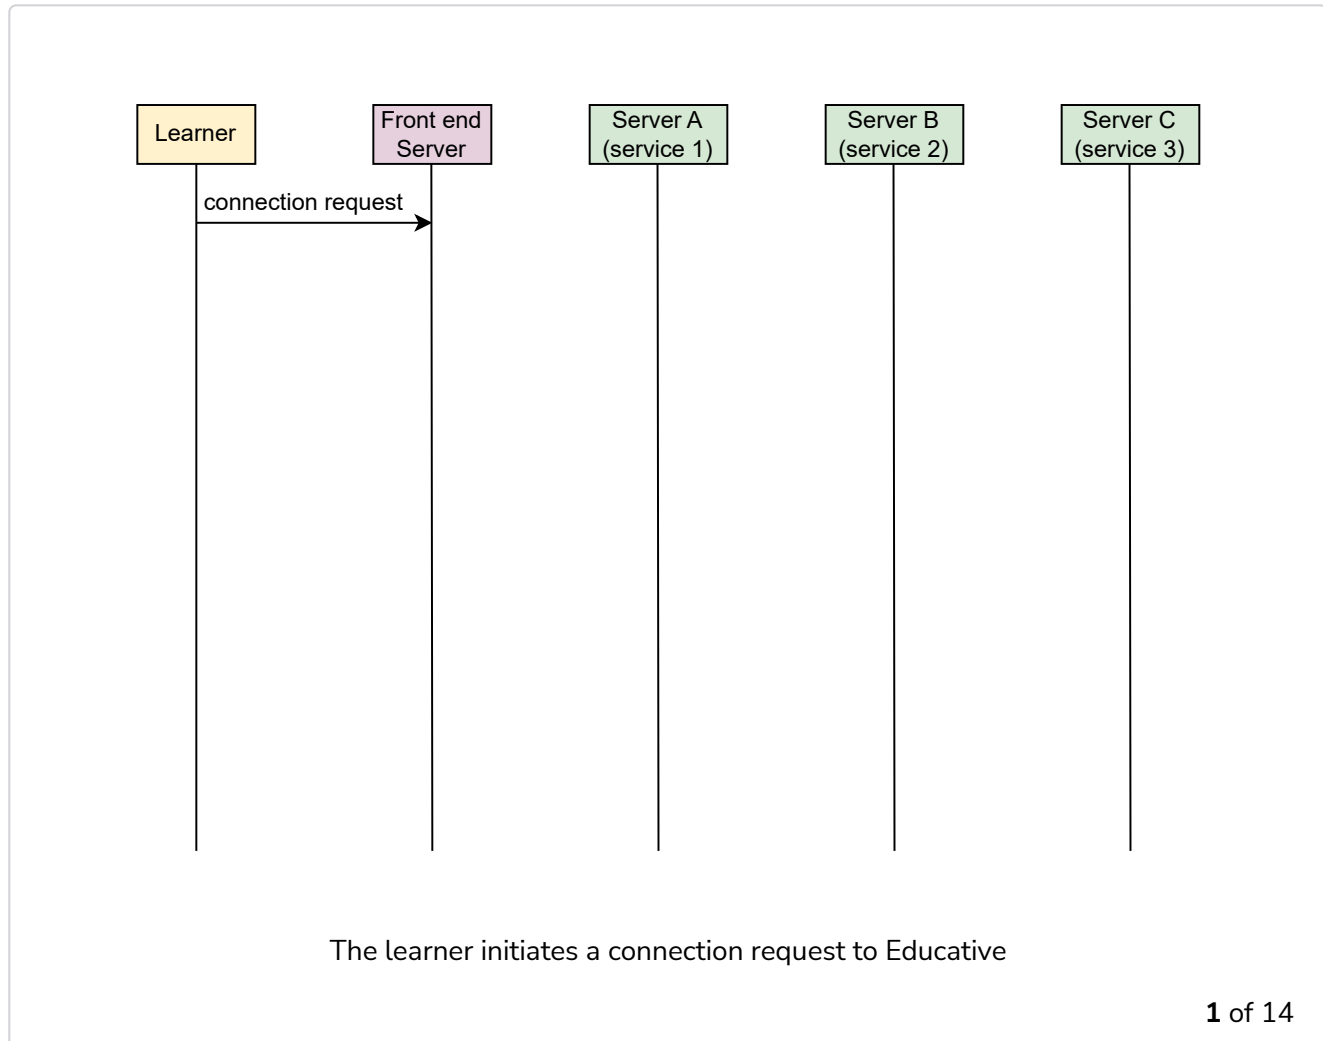 Learner
Front end
Server
Server A
(service 1)
Server B
(service 2)
Server C
(service 3)
connection request
The learner initiates a connection request to Educative
1 of 14